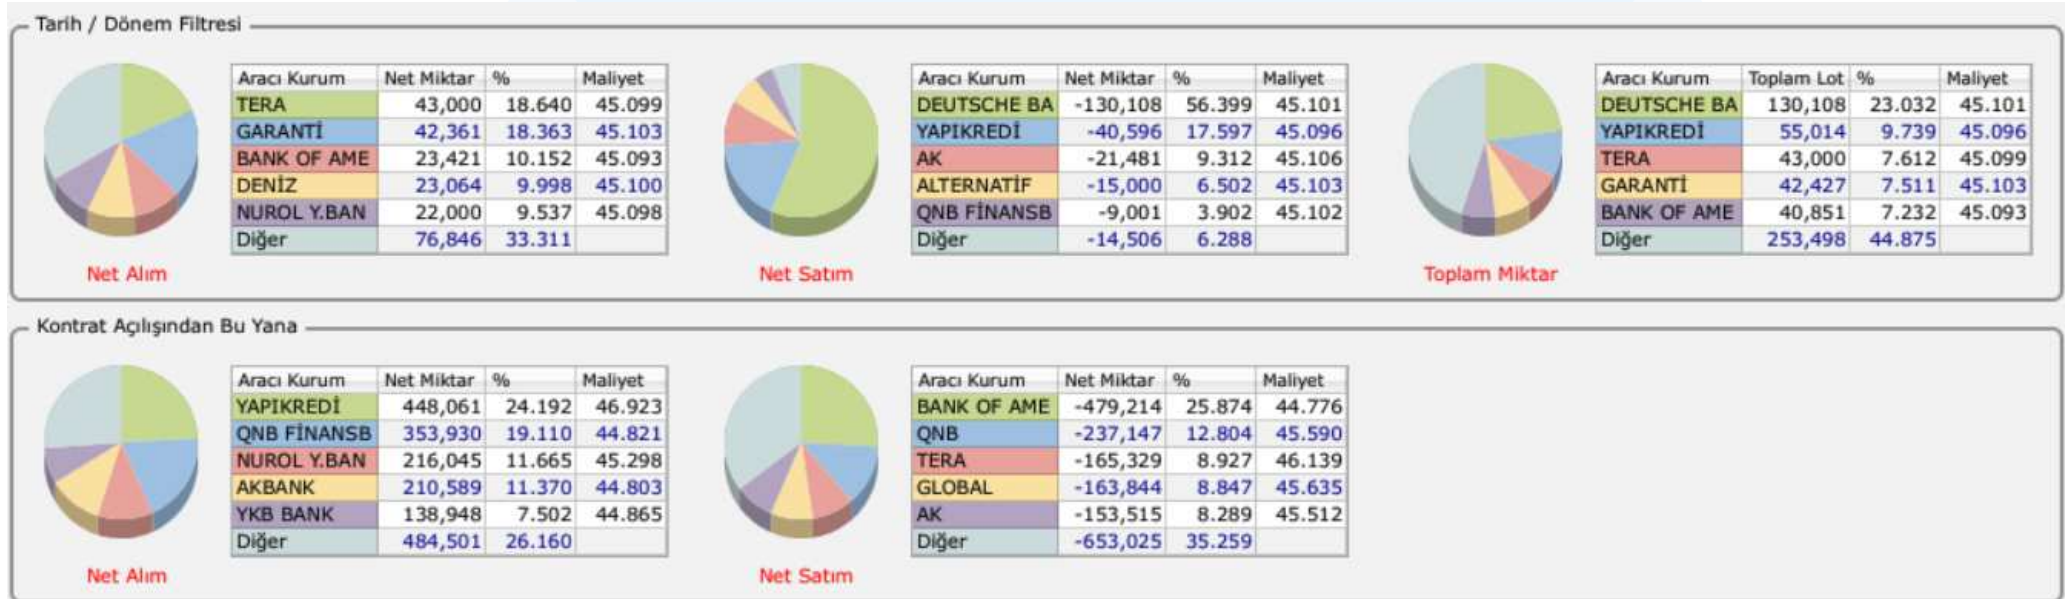 Tarih / Dönem Filtresi
Aracı Kurum Net Miktar % Maliyet
TERA 43,000 18.640 45.099
GARANTİ 42,361 18.363 45.103
BANK OF AME 23,421 10.152 45.093
DENİZ 23,064 9.998 45.100
NUROL Y.BAN 22,000 9.537 45.098
Diğer 76,846 33.311
Net Alım
Aracı Kurum Net Miktar % Maliyet
DEUTSCHE BA -130,108 56.399 45.101
YAPIKREDİ -40,596 17.597 45.096
AK -21,481 9.312 45.106
ALTERNATİF -15,000 6.502 45.103
QNB FİNANSB -9,001 3.902 45.102
Diğer -14,506 6.288
Net Satım
Aracı Kurum Toplam Lot % Maliyet
DEUTSCHE BA 130,108 23.032 45.101
YAPIKREDİ 55,014 9.739 45.096
TERA 43,000 7.612 45.099
GARANTİ 42,427 7.511 45.103
BANK OF AME 40,851 7.232 45.093
Diğer 253,498 44.875
Toplam Miktar
Kontrat Açılışından Bu Yana
Aracı Kurum Net Miktar % Maliyet
YAPIKREDİ 448,061 24.192 46.923
QNB FİNANSB 353,930 19.110 44.821
NUROL Y.BAN 216,045 11.665 45.298
AKBANK 210,589 11.370 44.803
YKB BANK 138,948 7.502 44.865
Diğer 484,501 26.160
Net Alım
Aracı Kurum Net Miktar % Maliyet
BANK OF AME -479,214 25.874 44.776
QNB -237,147 12.804 45.590
TERA -165,329 8.927 46.139
GLOBAL -163,844 8.847 45.635
AK -153,515 8.289 45.512
Diğer -653,025 35.259
Net Satım